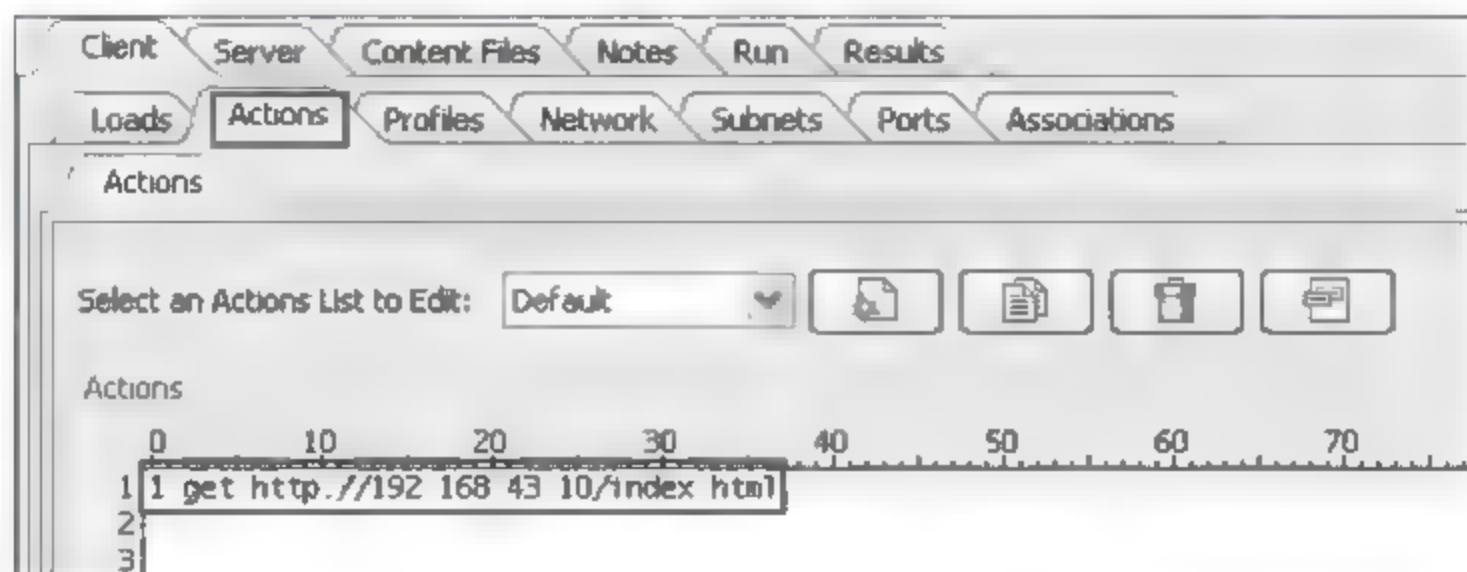 Client Server Content Files Notes Run Results
Loads Actions Profiles Network Subnets Ports Associations
Actions
Select an Actions List to Edit: Default
Actions
0 10 20 30 40 50 60 70
1 1 get http.//192 168 43 10/index html
2
3